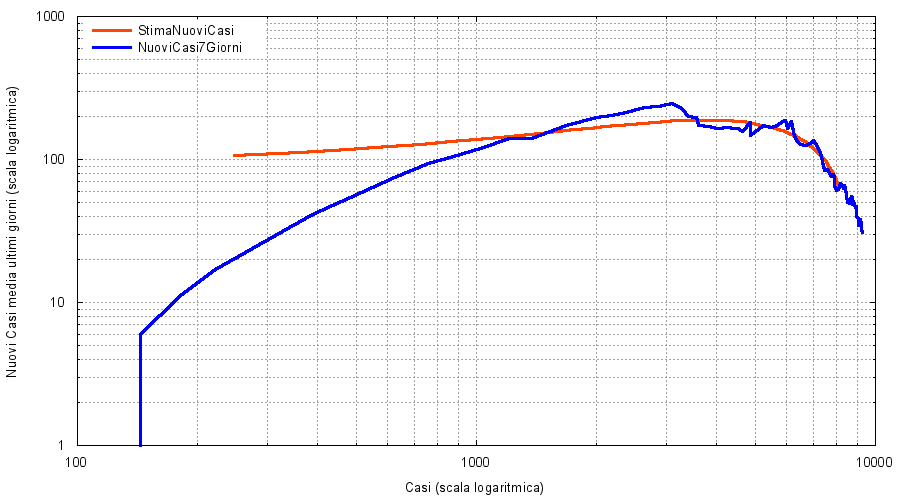 1000
StimaNuoviCasi
NuoviCasi7Giorni
100
10
1
100
1000
10000
Nuovi Casi media ultimi giorni (scala logaritmica)
Casi (scala logaritmica)